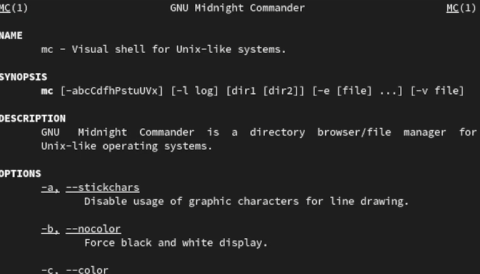 MC(1) GNU Midnight Commander MC(1)
NAME
mc - Visual shell for Unix-like systems.
SYNOPSIS
mc [-abcCdfhPstuUVx] [-l log] [dir1 [dir2]] [-e [file] ...] [-v file]
DESCRIPTION
GNU Midnight Commander is a directory browser/file manager for
Unix-like operating systems.
OPTIONS
-a, --stickchars
Disable usage of graphic characters for line drawing.
-b, --nocolor
Force black and white display.
-c, --color